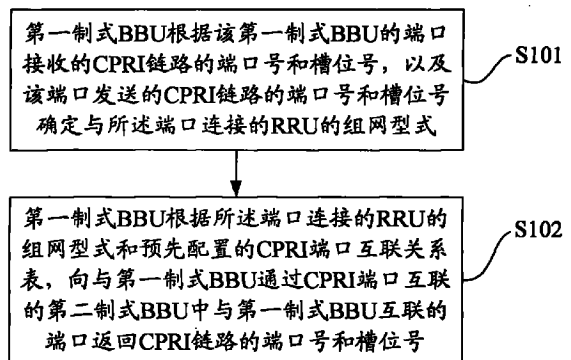 第一制式BBU根据该第一制式BBU的端口
接收的CPRI链路的端口号和槽位号，以及
该端口发送的CPRI链路的端口号和槽位号
确定与所述端口连接的RRU的组网型式
S101
第一制式BBU根据所述端口连接的RRU的
组网型式和预先配置的CPRI端口互联关系
表，向与第一制式BBU通过CPRI端口互联
的第二制式BBU中与第一制式BBU互联的
端口返回CPRI链路的端口号和槽位号
S102